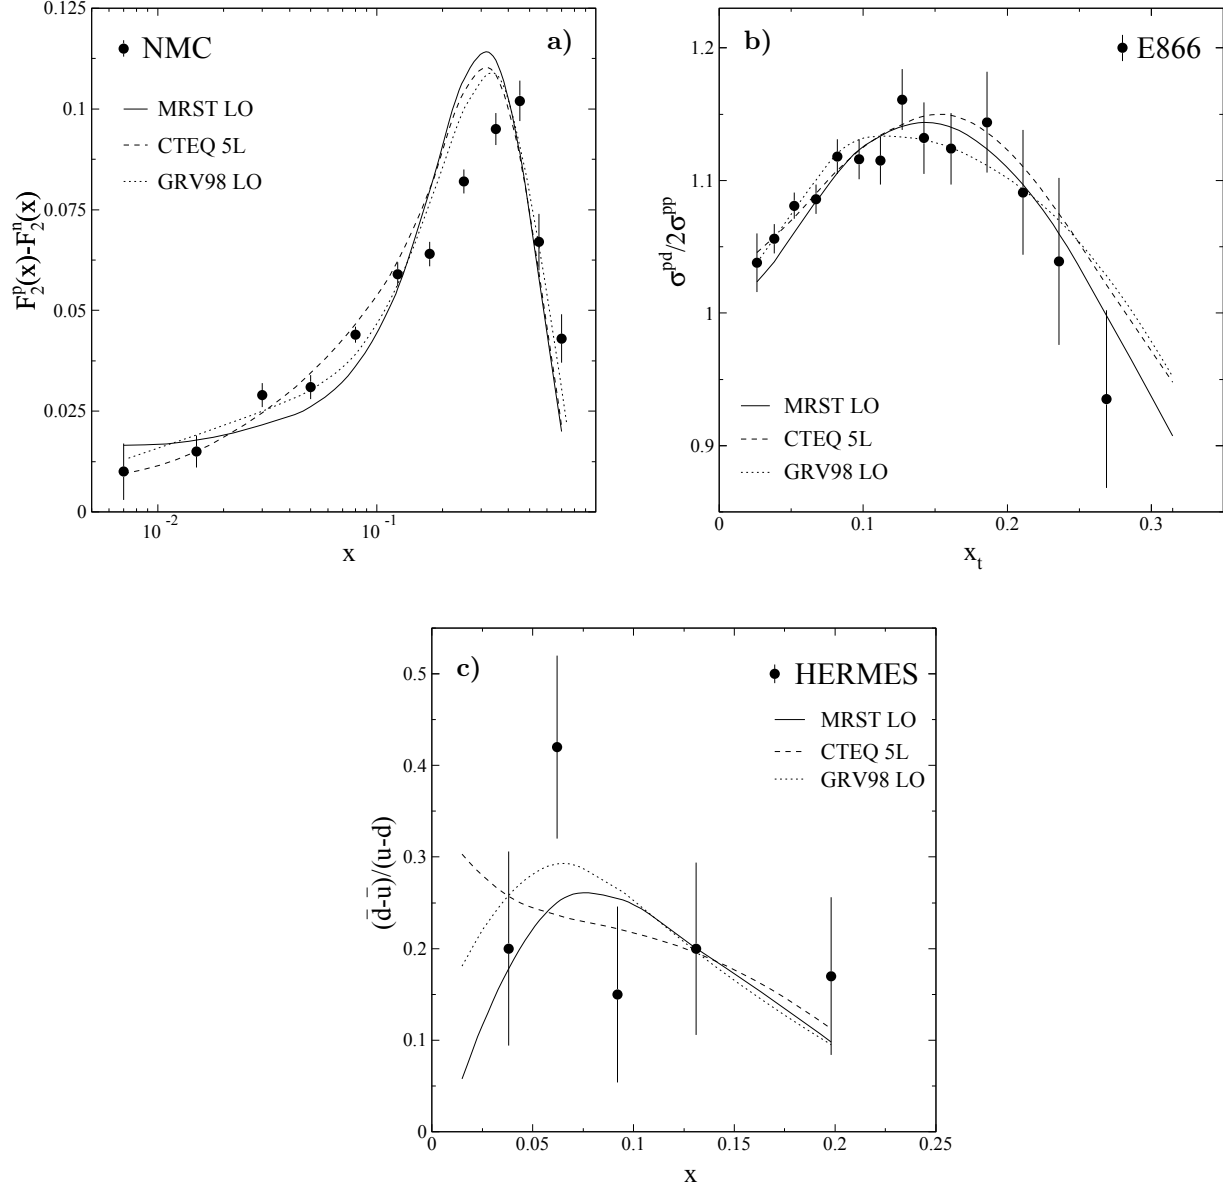 a)
NMC
MRST LO
CTEQ 5L
GRV98 LO
F₂ᵖ(x)-F₂ⁿ(x)
0.125
0.1
0.075
0.05
0.025
0
10⁻²
10⁻¹
x
b)
E866
MRST LO
CTEQ 5L
GRV98 LO
σᵖᵈ/2σᵖᵖ
1.2
1.1
1
0.9
0
0.1
0.2
0.3
xₜ
c)
HERMES
MRST LO
CTEQ 5L
GRV98 LO
(d̄-ū)/(u-d)
0.5
0.4
0.3
0.2
0.1
0
0
0.05
0.1
0.15
0.2
0.25
x